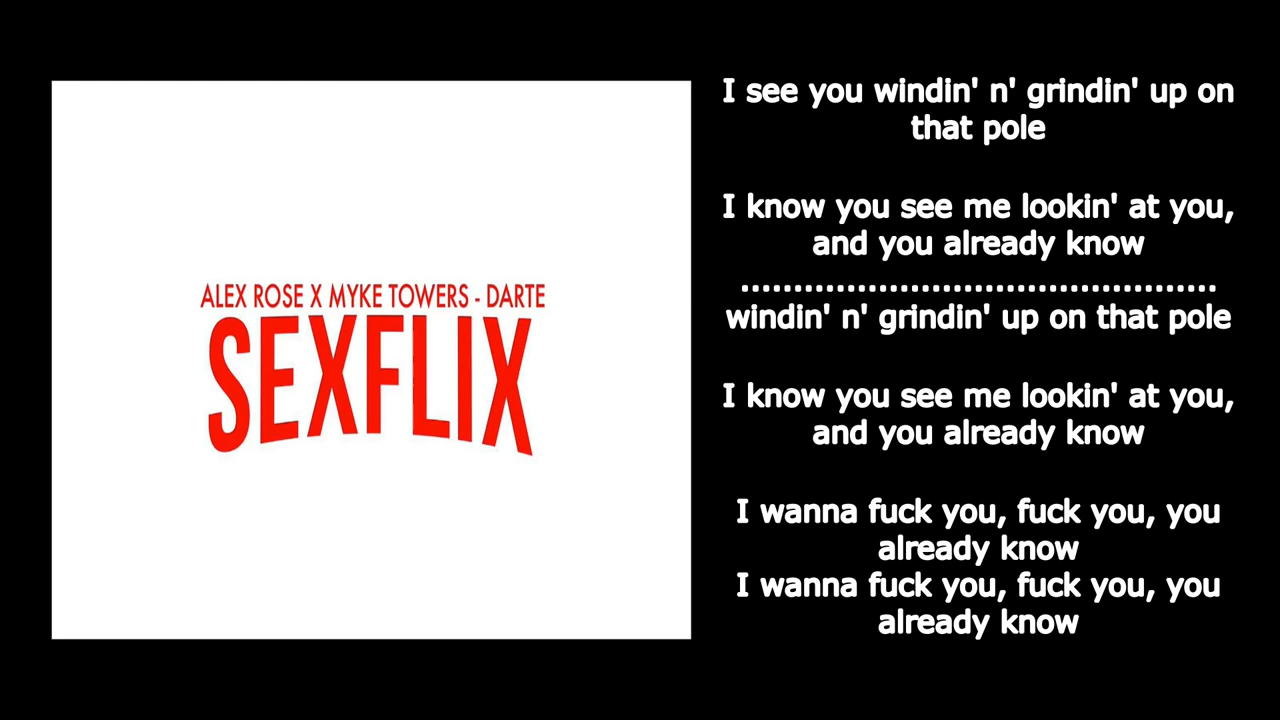 ALEX ROSE X MYKE TOWERS - DARTE
SEXFLIX
I see you windin' n' grindin' up on
that pole
I know you see me lookin' at you,
and you already know
............................................
windin' n' grindin' up on that pole
I know you see me lookin' at you,
and you already know
I wanna fuck you, fuck you, you
already know
I wanna fuck you, fuck you, you
already know